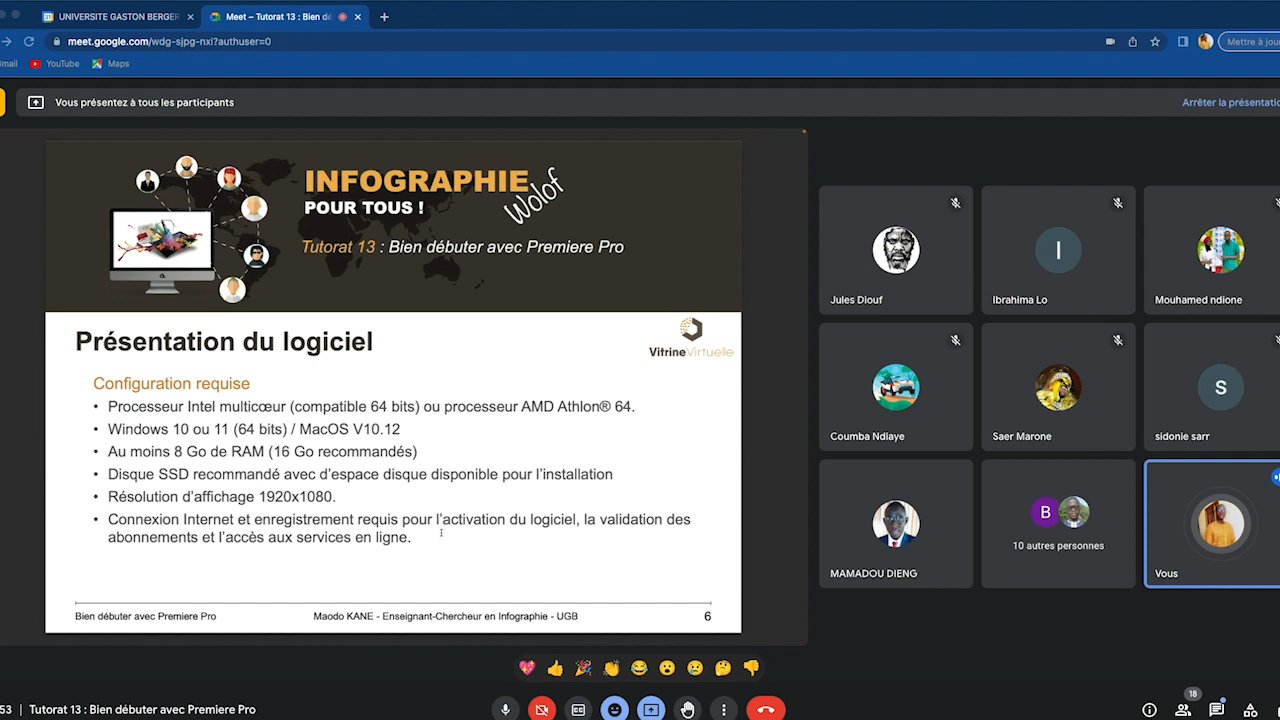 UNIVERSITE GASTON BERGER
Meet – Tutorat 13 : Bien dé
meet.google.com/wdg-sjpg-nxi?authuser=0
Mettre à jour
Gmail
YouTube
Maps
Vous présentez à tous les participants
Arrêter la présentatio
INFOGRAPHIE
Wolof
POUR TOUS !
Tutorat 13 : Bien débuter avec Premiere Pro
Présentation du logiciel
VitrineVirtuelle
Configuration requise
• Processeur Intel multicœur (compatible 64 bits) ou processeur AMD Athlon® 64.
• Windows 10 ou 11 (64 bits) / MacOS V10.12
• Au moins 8 Go de RAM (16 Go recommandés)
• Disque SSD recommandé avec d'espace disque disponible pour l'installation
• Résolution d'affichage 1920x1080.
• Connexion Internet et enregistrement requis pour l'activation du logiciel, la validation des
abonnements et l'accès aux services en ligne.
Bien débuter avec Premiere Pro
Maodo KANE - Enseignant-Chercheur en Infographie - UGB
6
Jules Diouf
I
Ibrahima Lo
Mouhamed ndione
Coumba Ndiaye
Saer Marone
S
sidonie sarr
MAMADOU DIENG
B
10 autres personnes
Vous
53 | Tutorat 13 : Bien débuter avec Premiere Pro
18